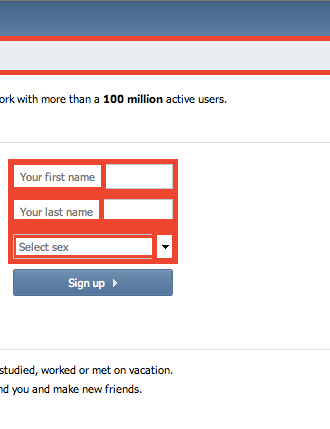 ork with more than a 100 million active users.
Your first name
Your last name
Select sex
Sign up
studied, worked or met on vacation.
nd you and make new friends.